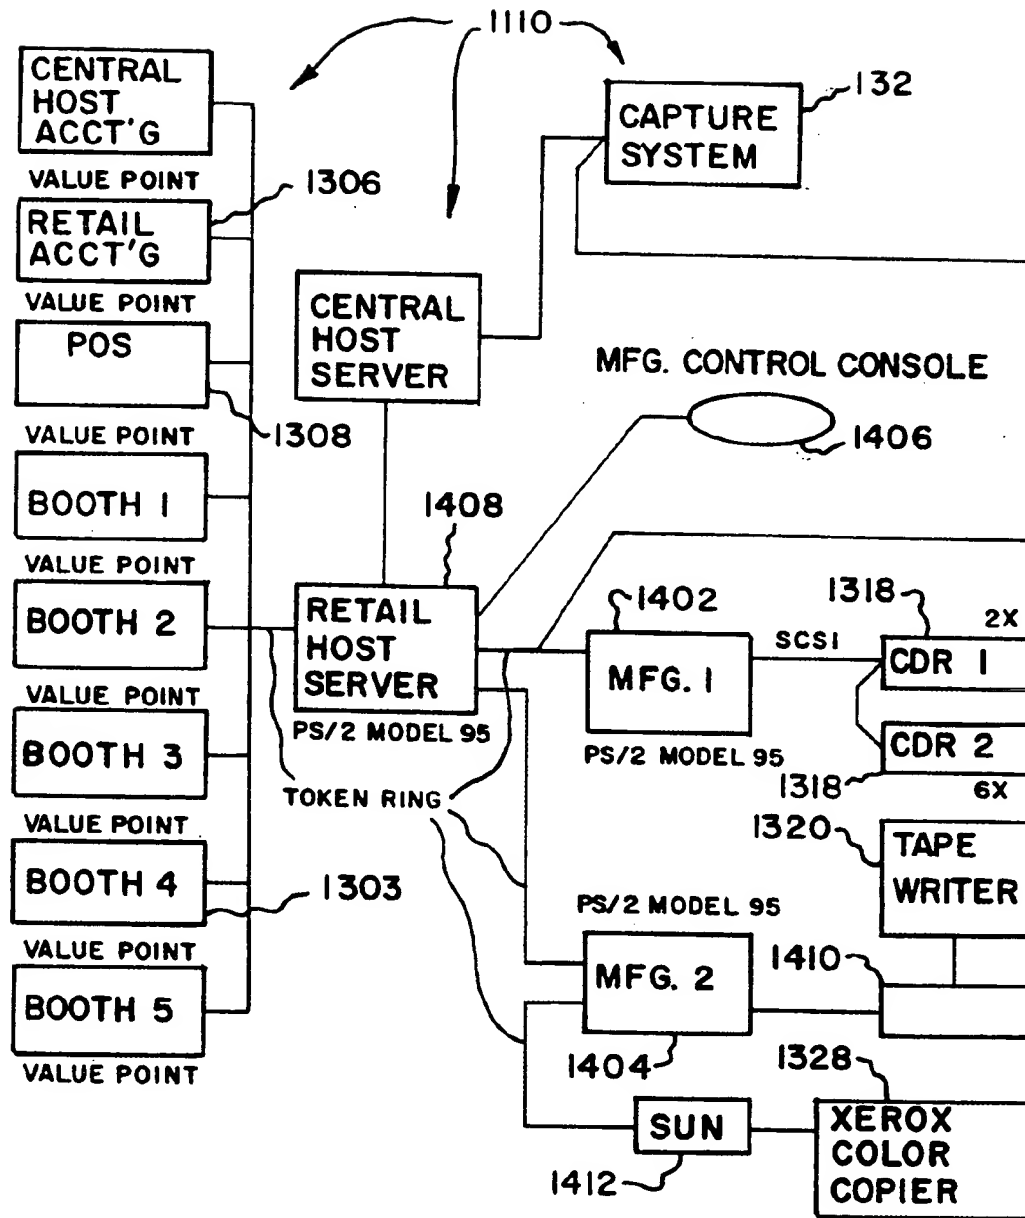 1110
CENTRAL
HOST
ACCT'G
VALUE POINT
1306
RETAIL
ACCT'G
VALUE POINT
POS
1308
VALUE POINT
BOOTH 1
VALUE POINT
BOOTH 2
VALUE POINT
BOOTH 3
VALUE POINT
BOOTH 4
1303
VALUE POINT
BOOTH 5
VALUE POINT
CAPTURE
SYSTEM
132
CENTRAL
HOST
SERVER
MFG. CONTROL CONSOLE
1406
1408
RETAIL
HOST
SERVER
PS/2 MODEL 95
TOKEN RING
1402
MFG. 1
PS/2 MODEL 95
SCSI
1318
2X
CDR 1
CDR 2
1318
6X
1320
TAPE
WRITER
PS/2 MODEL 95
MFG. 2
1404
1410
1328
SUN
1412
XEROX
COLOR
COPIER